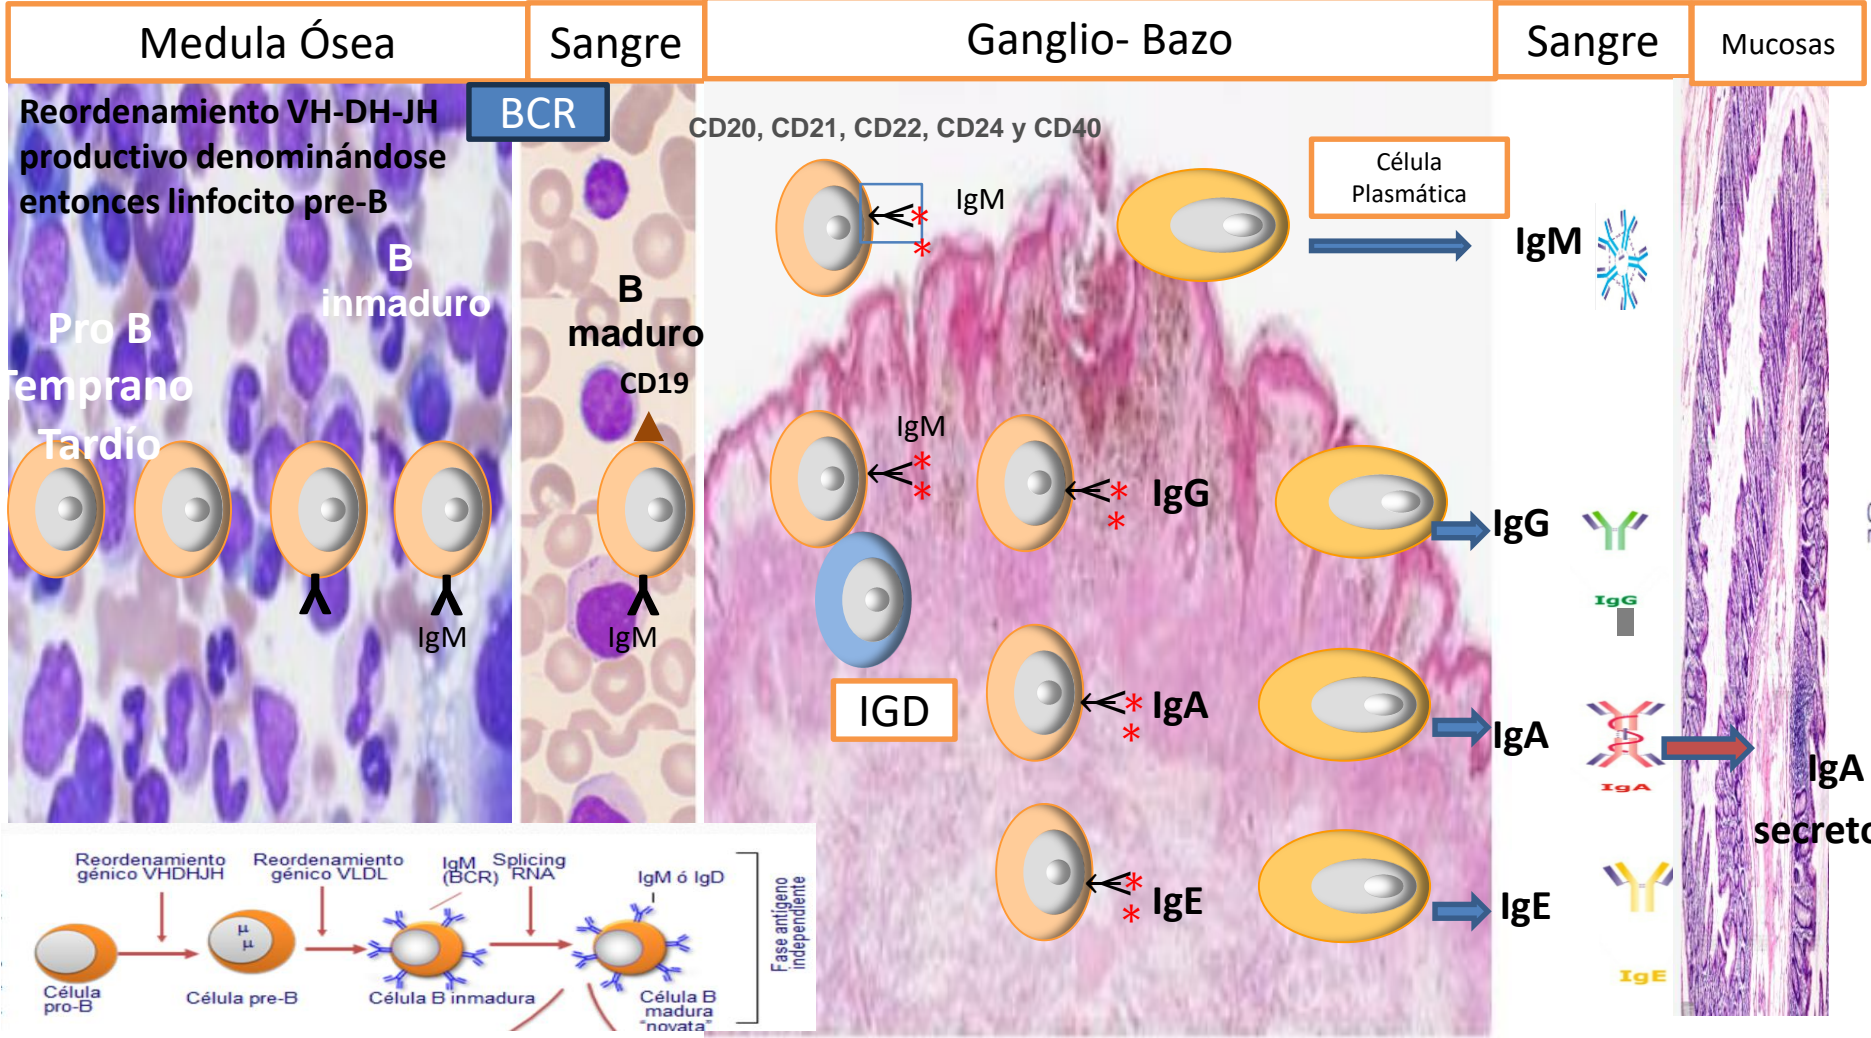 Medula Ósea
Sangre
Ganglio- Bazo
Sangre
Mucosas
Reordenamiento VH-DH-JH
productivo denominándose
entonces linfocito pre-B
BCR
B
inmaduro
Pro B
Temprano
Tardío
IgM
B
maduro
CD19
IgM
CD20, CD21, CD22, CD24 y CD40
IgM
*
*
Célula
Plasmática
IgM
IgM
*
*
*
*
IgG
IgG
IgG
IGD
*
*
IgA
IgA
IgA
IgA
secreto
*
*
IgE
IgE
IgE
Reordenamiento
génico VHDHJH
Reordenamiento
génico VLDL
IgM
(BCR)
Splicing
RNA
IgM ó IgD
µ
µ
Célula
pro-B
Célula pre-B
Célula B inmadura
Célula B
madura
"novata"
Fase antígeno
independiente